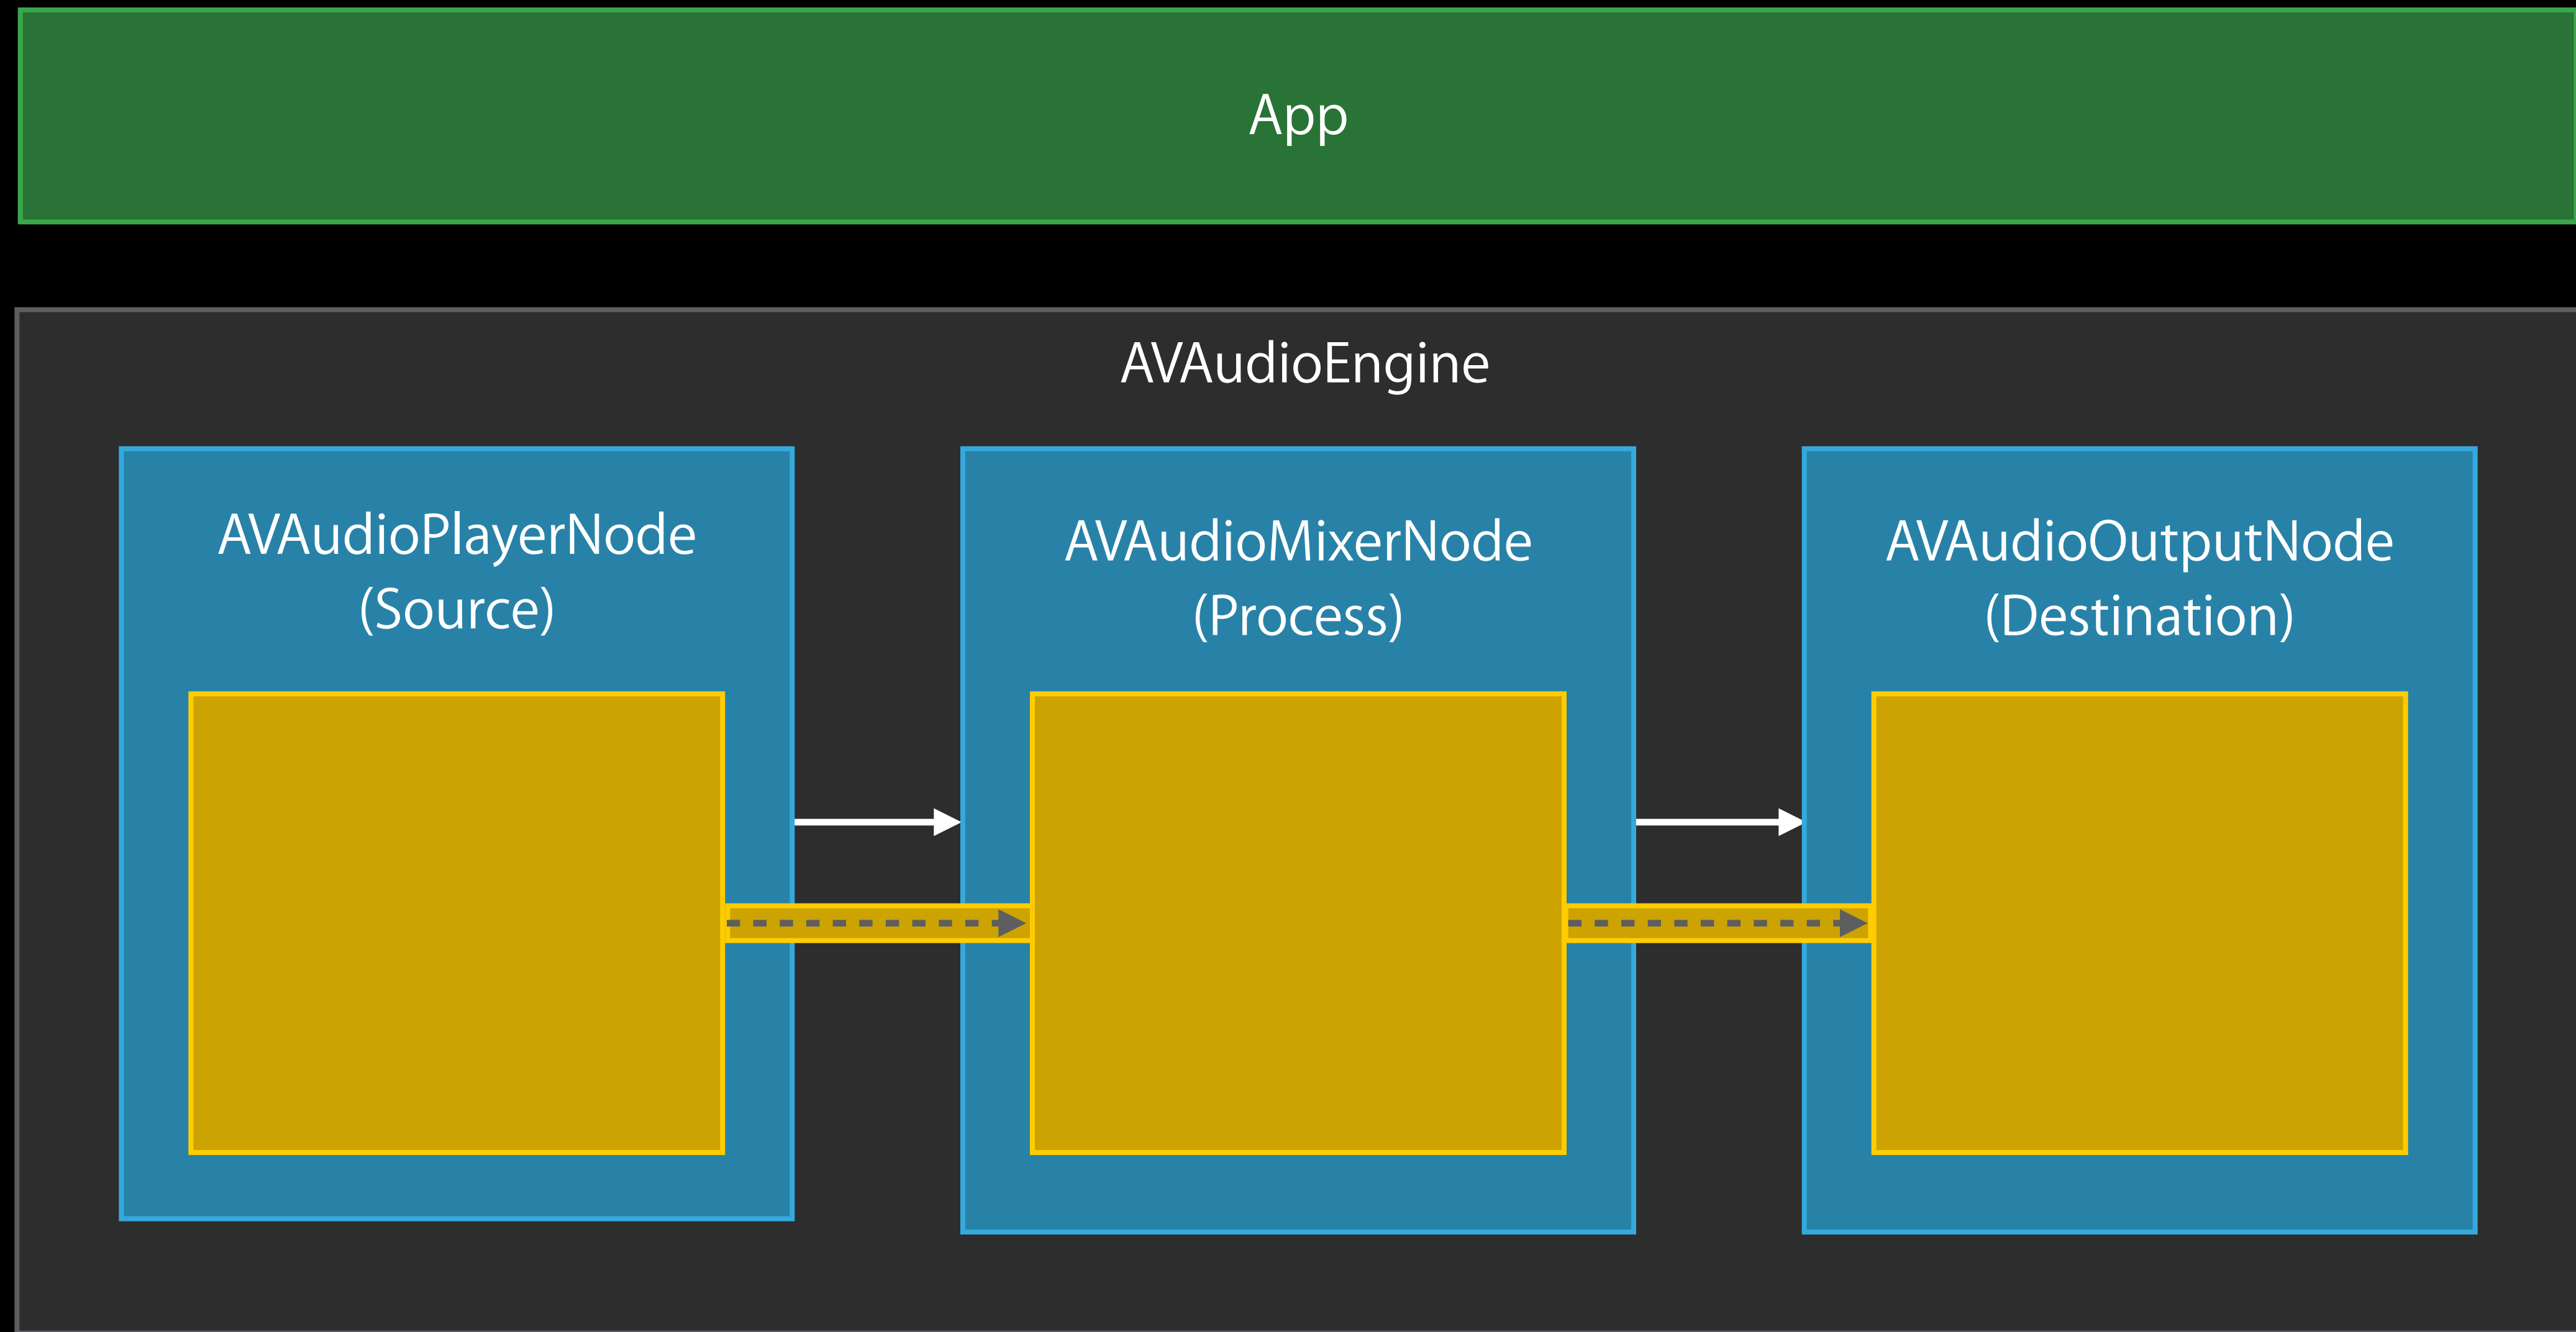 App
AVAudioEngine
AVAudioPlayerNode
(Source)
AVAudioMixerNode
(Process)
AVAudioOutputNode
(Destination)